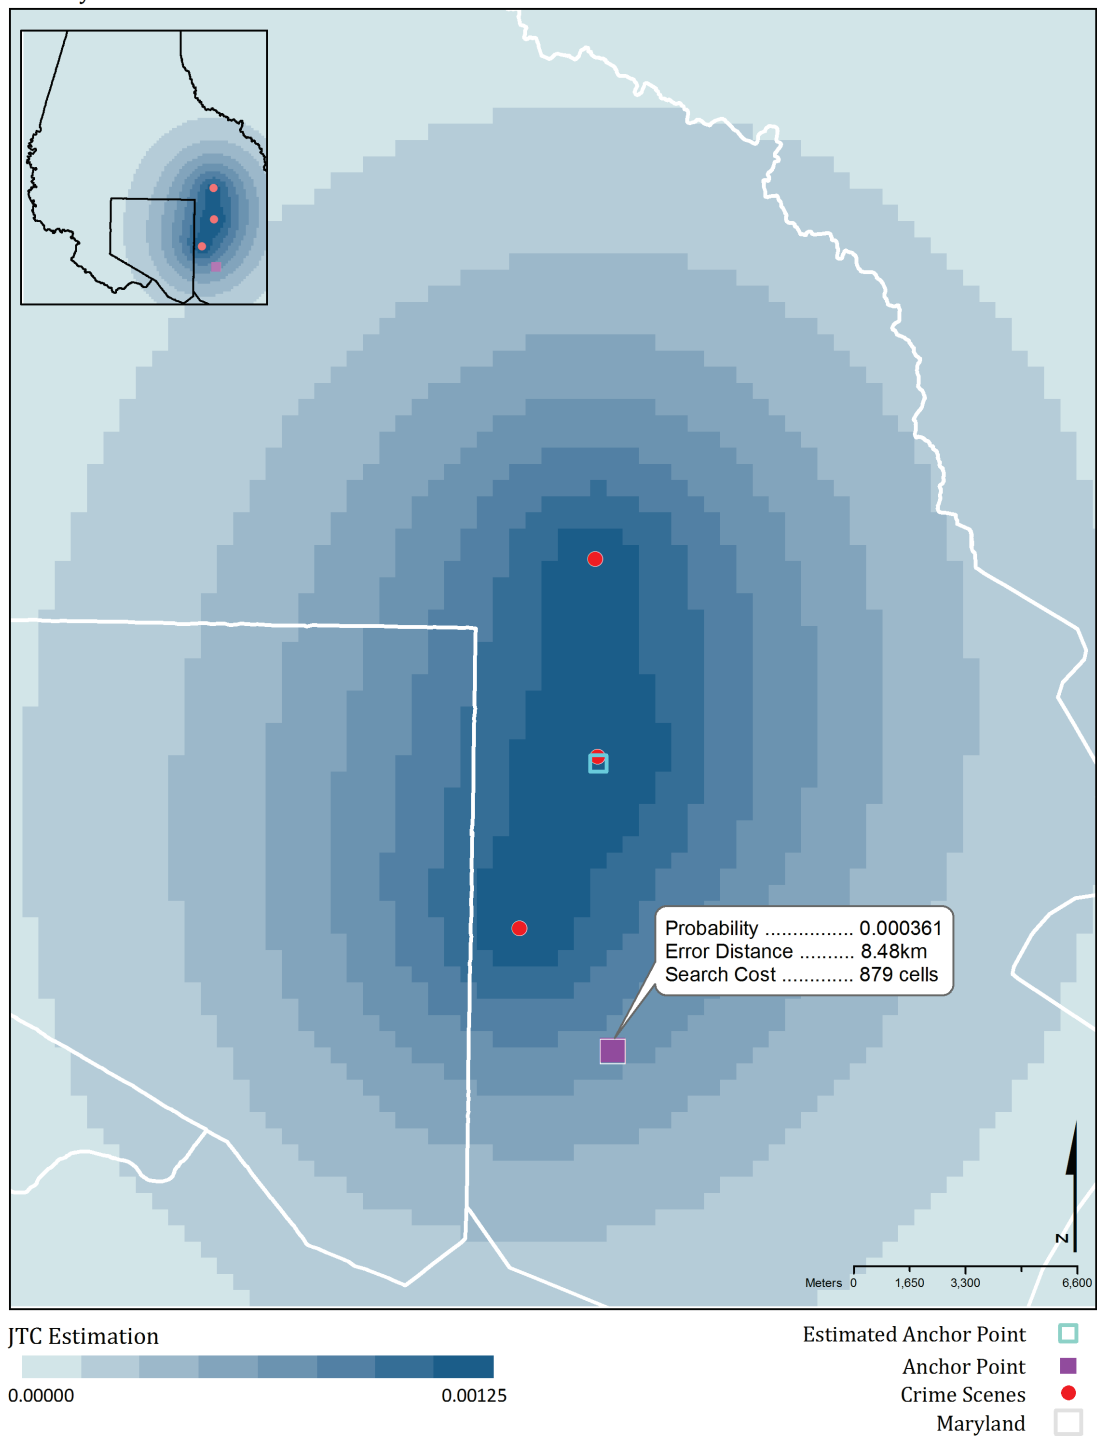 Probability ................ 0.000361
Error Distance .......... 8.48km
Search Cost ............. 879 cells
Z
Meters 0 1,650 3,300 6,600
JTC Estimation
0.00000 0.00125
Estimated Anchor Point
Anchor Point
Crime Scenes
Maryland